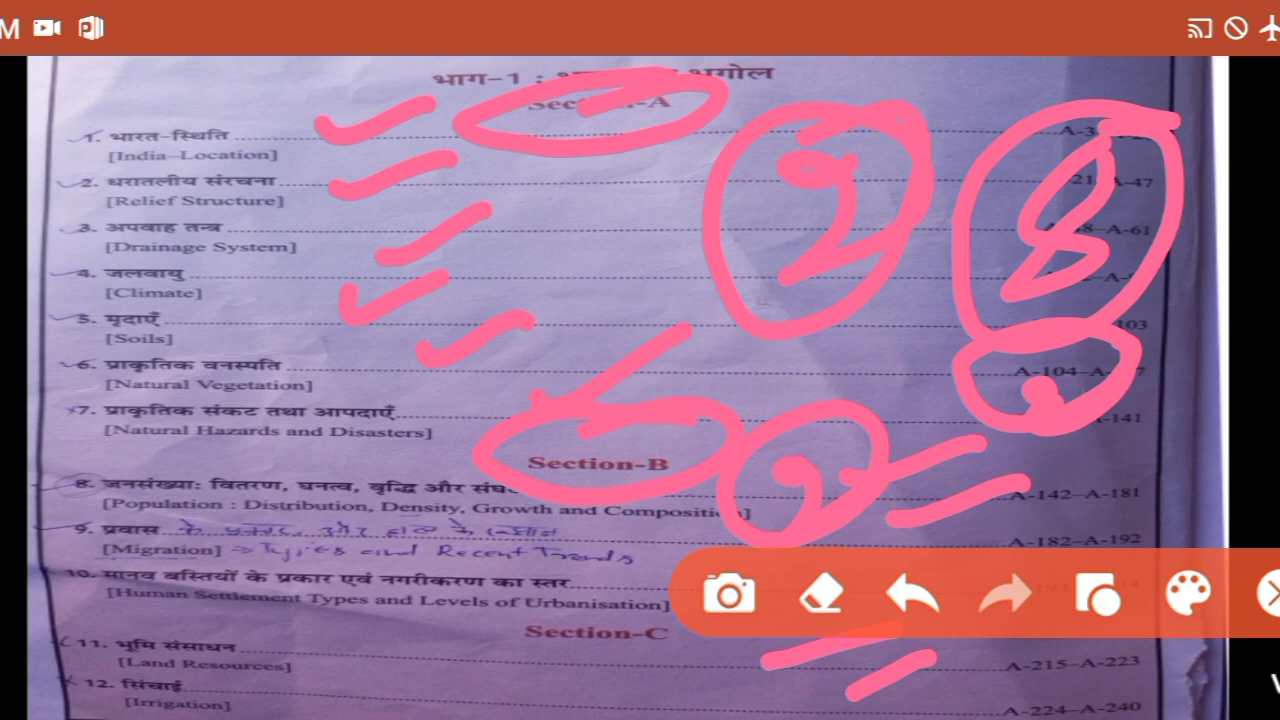 भाग-1 : भूगोल
Section-A
1. भारत-स्थिति
[India-Location]
2. धरातलीय संरचना A-47
[Relief Structure]
3. अपवाह तन्त्र A-61
[Drainage System]
4. जलवायु
[Climate]
5. मृदाएँ 103
[Soils]
6. प्राकृतिक वनस्पति A-104
[Natural Vegetation]
7. प्राकृतिक संकट तथा आपदाएँ 141
[Natural Hazards and Disasters]
Section-B
8. जनसंख्या: वितरण, घनत्व, वृद्धि और A-142-A-181
[Population : Distribution, Density, Growth and Composition]
9. प्रवास के प्रकार और हाल के A-182-A-192
[Migration] ⇒ Types and Recent Trends
10. मानव बस्तियों के प्रकार एवं नगरीकरण का स्तर
[Human Settlement Types and Levels of Urbanisation]
Section-C
11. भूमि संसाधन A-215-A-223
[Land Resources]
12. सिंचाई A-224-A-240
[Irrigation]